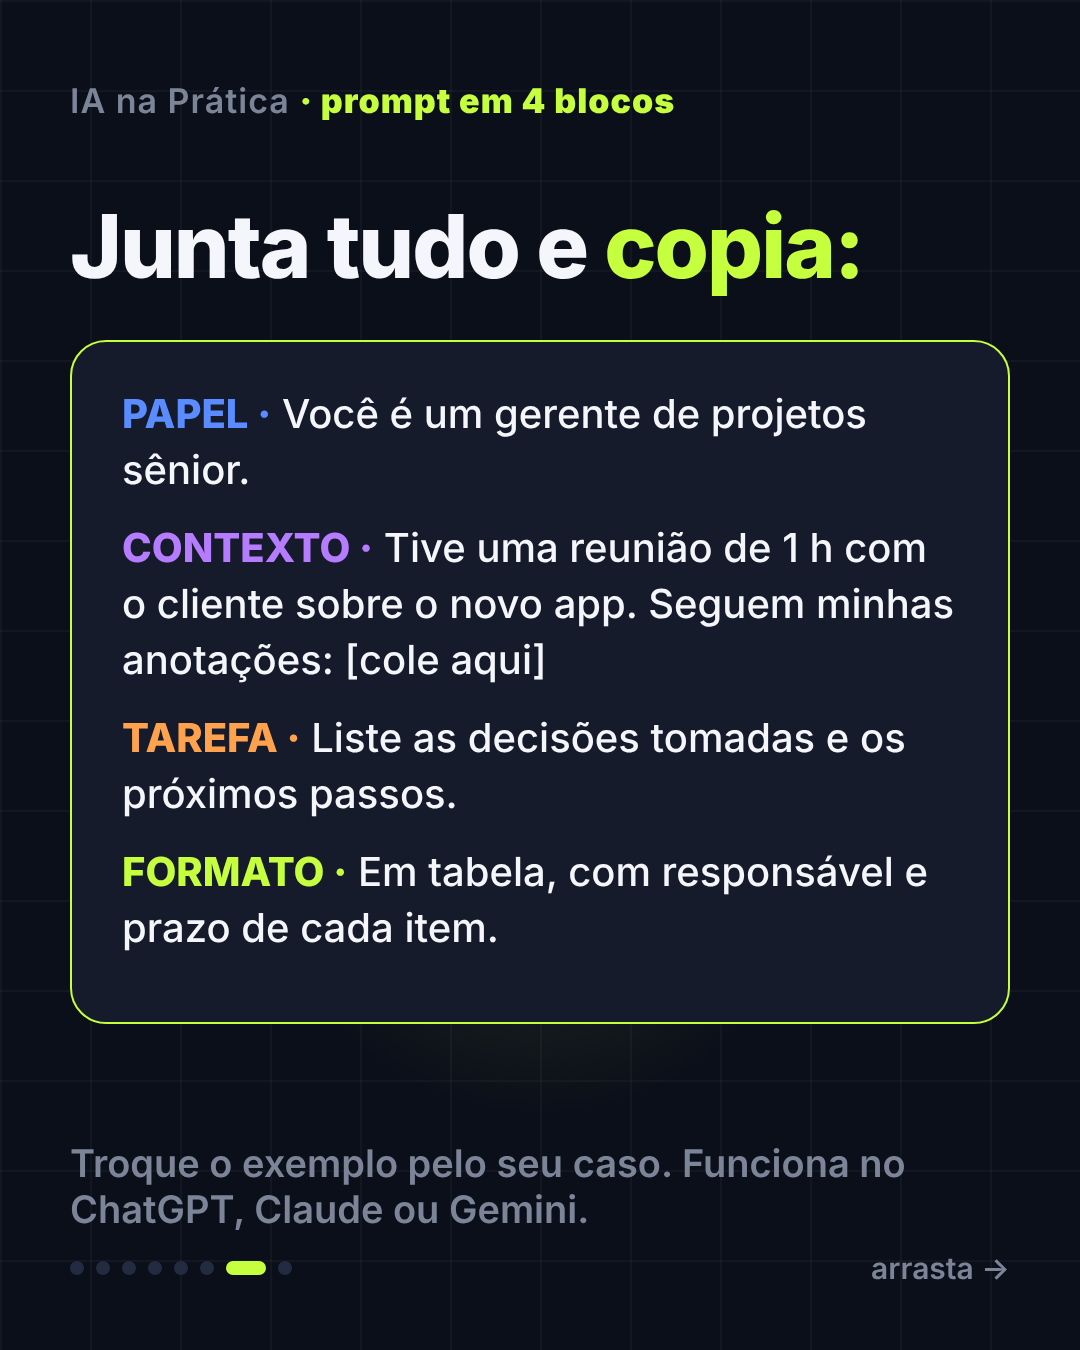 IA na Prática · prompt em 4 blocos
Junta tudo e copia:
PAPEL · Você é um gerente de projetos
sênior.
CONTEXTO · Tive uma reunião de 1 h com
o cliente sobre o novo app. Seguem minhas
anotações: [cole aqui]
TAREFA · Liste as decisões tomadas e os
próximos passos.
FORMATO · Em tabela, com responsável e
prazo de cada item.
Troque o exemplo pelo seu caso. Funciona no
ChatGPT, Claude ou Gemini.
arrasta →